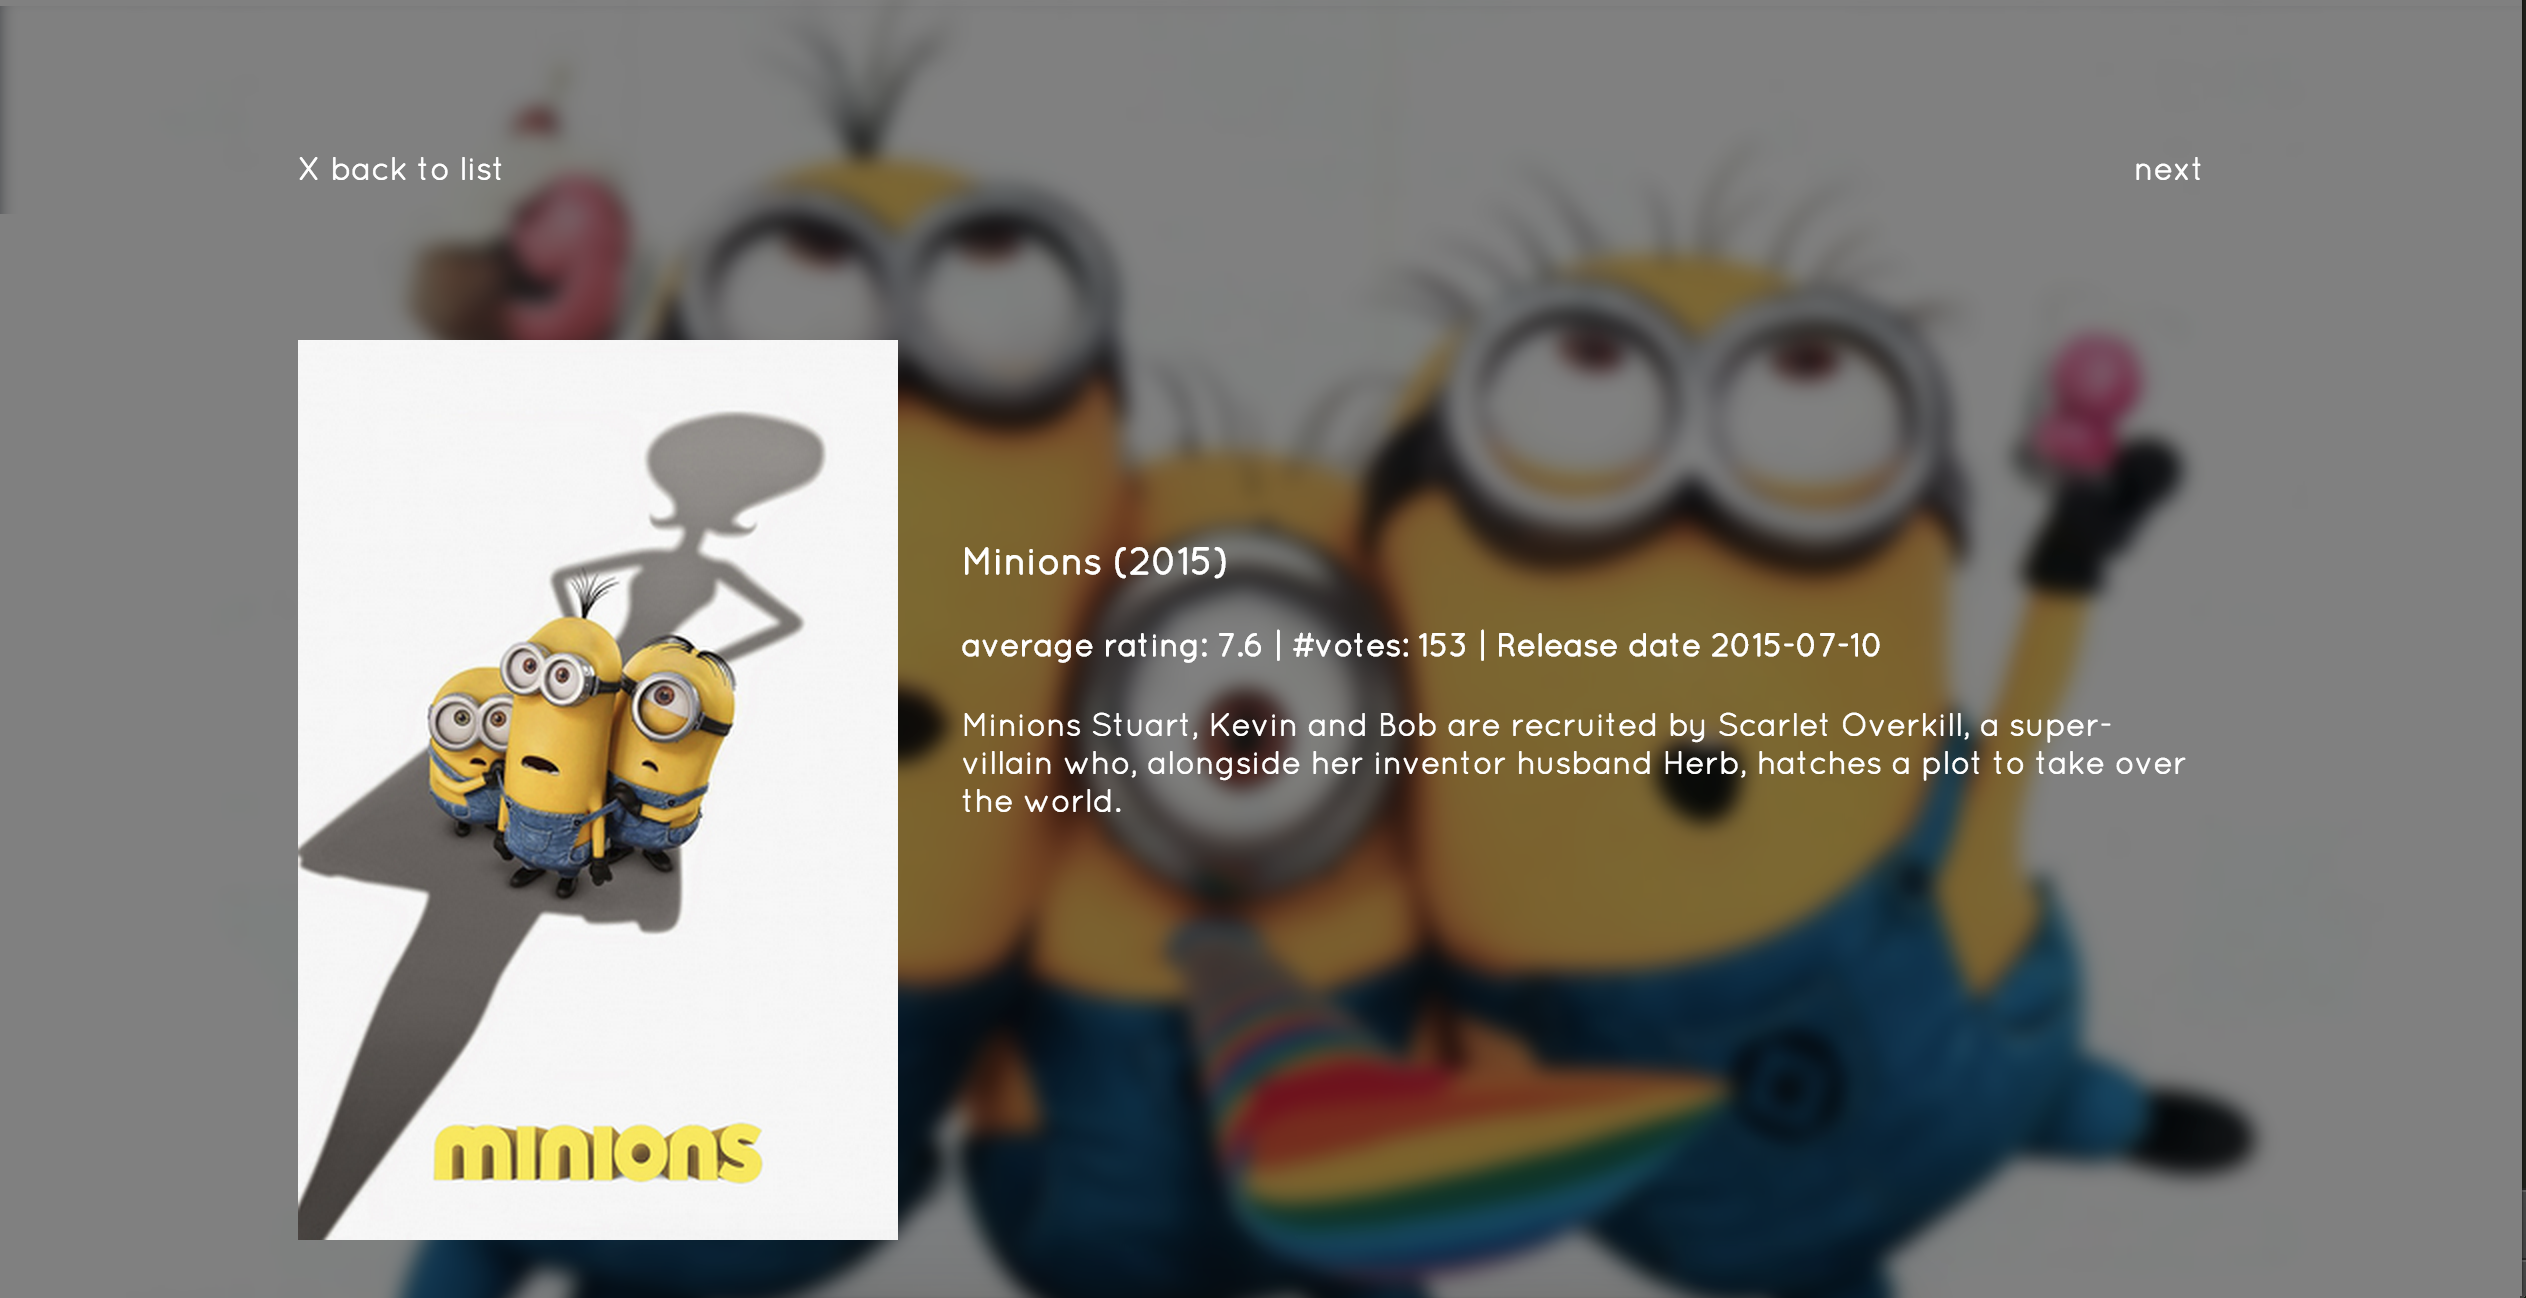 X back to list
next
Minions (2015)
average rating: 7.6 | #votes: 153 | Release date 2015-07-10
Minions Stuart, Kevin and Bob are recruited by Scarlet Overkill, a super-
villain who, alongside her inventor husband Herb, hatches a plot to take over
the world.
minions